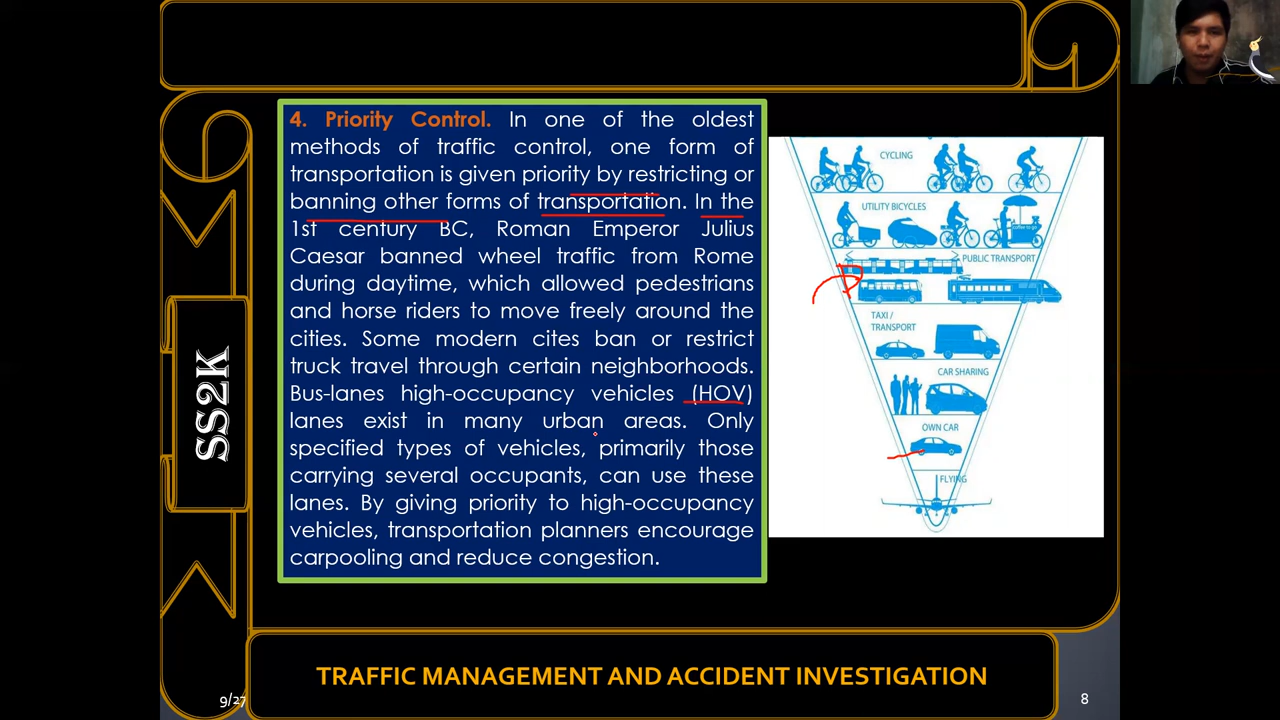 4. Priority Control. In one of the oldest
methods of traffic control, one form of
transportation is given priority by restricting or
banning other forms of transportation. In the
1st century BC, Roman Emperor Julius
Caesar banned wheel traffic from Rome
during daytime, which allowed pedestrians
and horse riders to move freely around the
cities. Some modern cites ban or restrict
truck travel through certain neighborhoods.
Bus-lanes high-occupancy vehicles (HOV)
lanes exist in many urban areas. Only
specified types of vehicles, primarily those
carrying several occupants, can use these
lanes. By giving priority to high-occupancy
vehicles, transportation planners encourage
carpooling and reduce congestion.
CYCLING
UTILITY BICYCLES
coffee to go
PUBLIC TRANSPORT
TAXI /
TRANSPORT
CAR SHARING
OWN CAR
FLYING
SS2K
TRAFFIC MANAGEMENT AND ACCIDENT INVESTIGATION
9/27
8